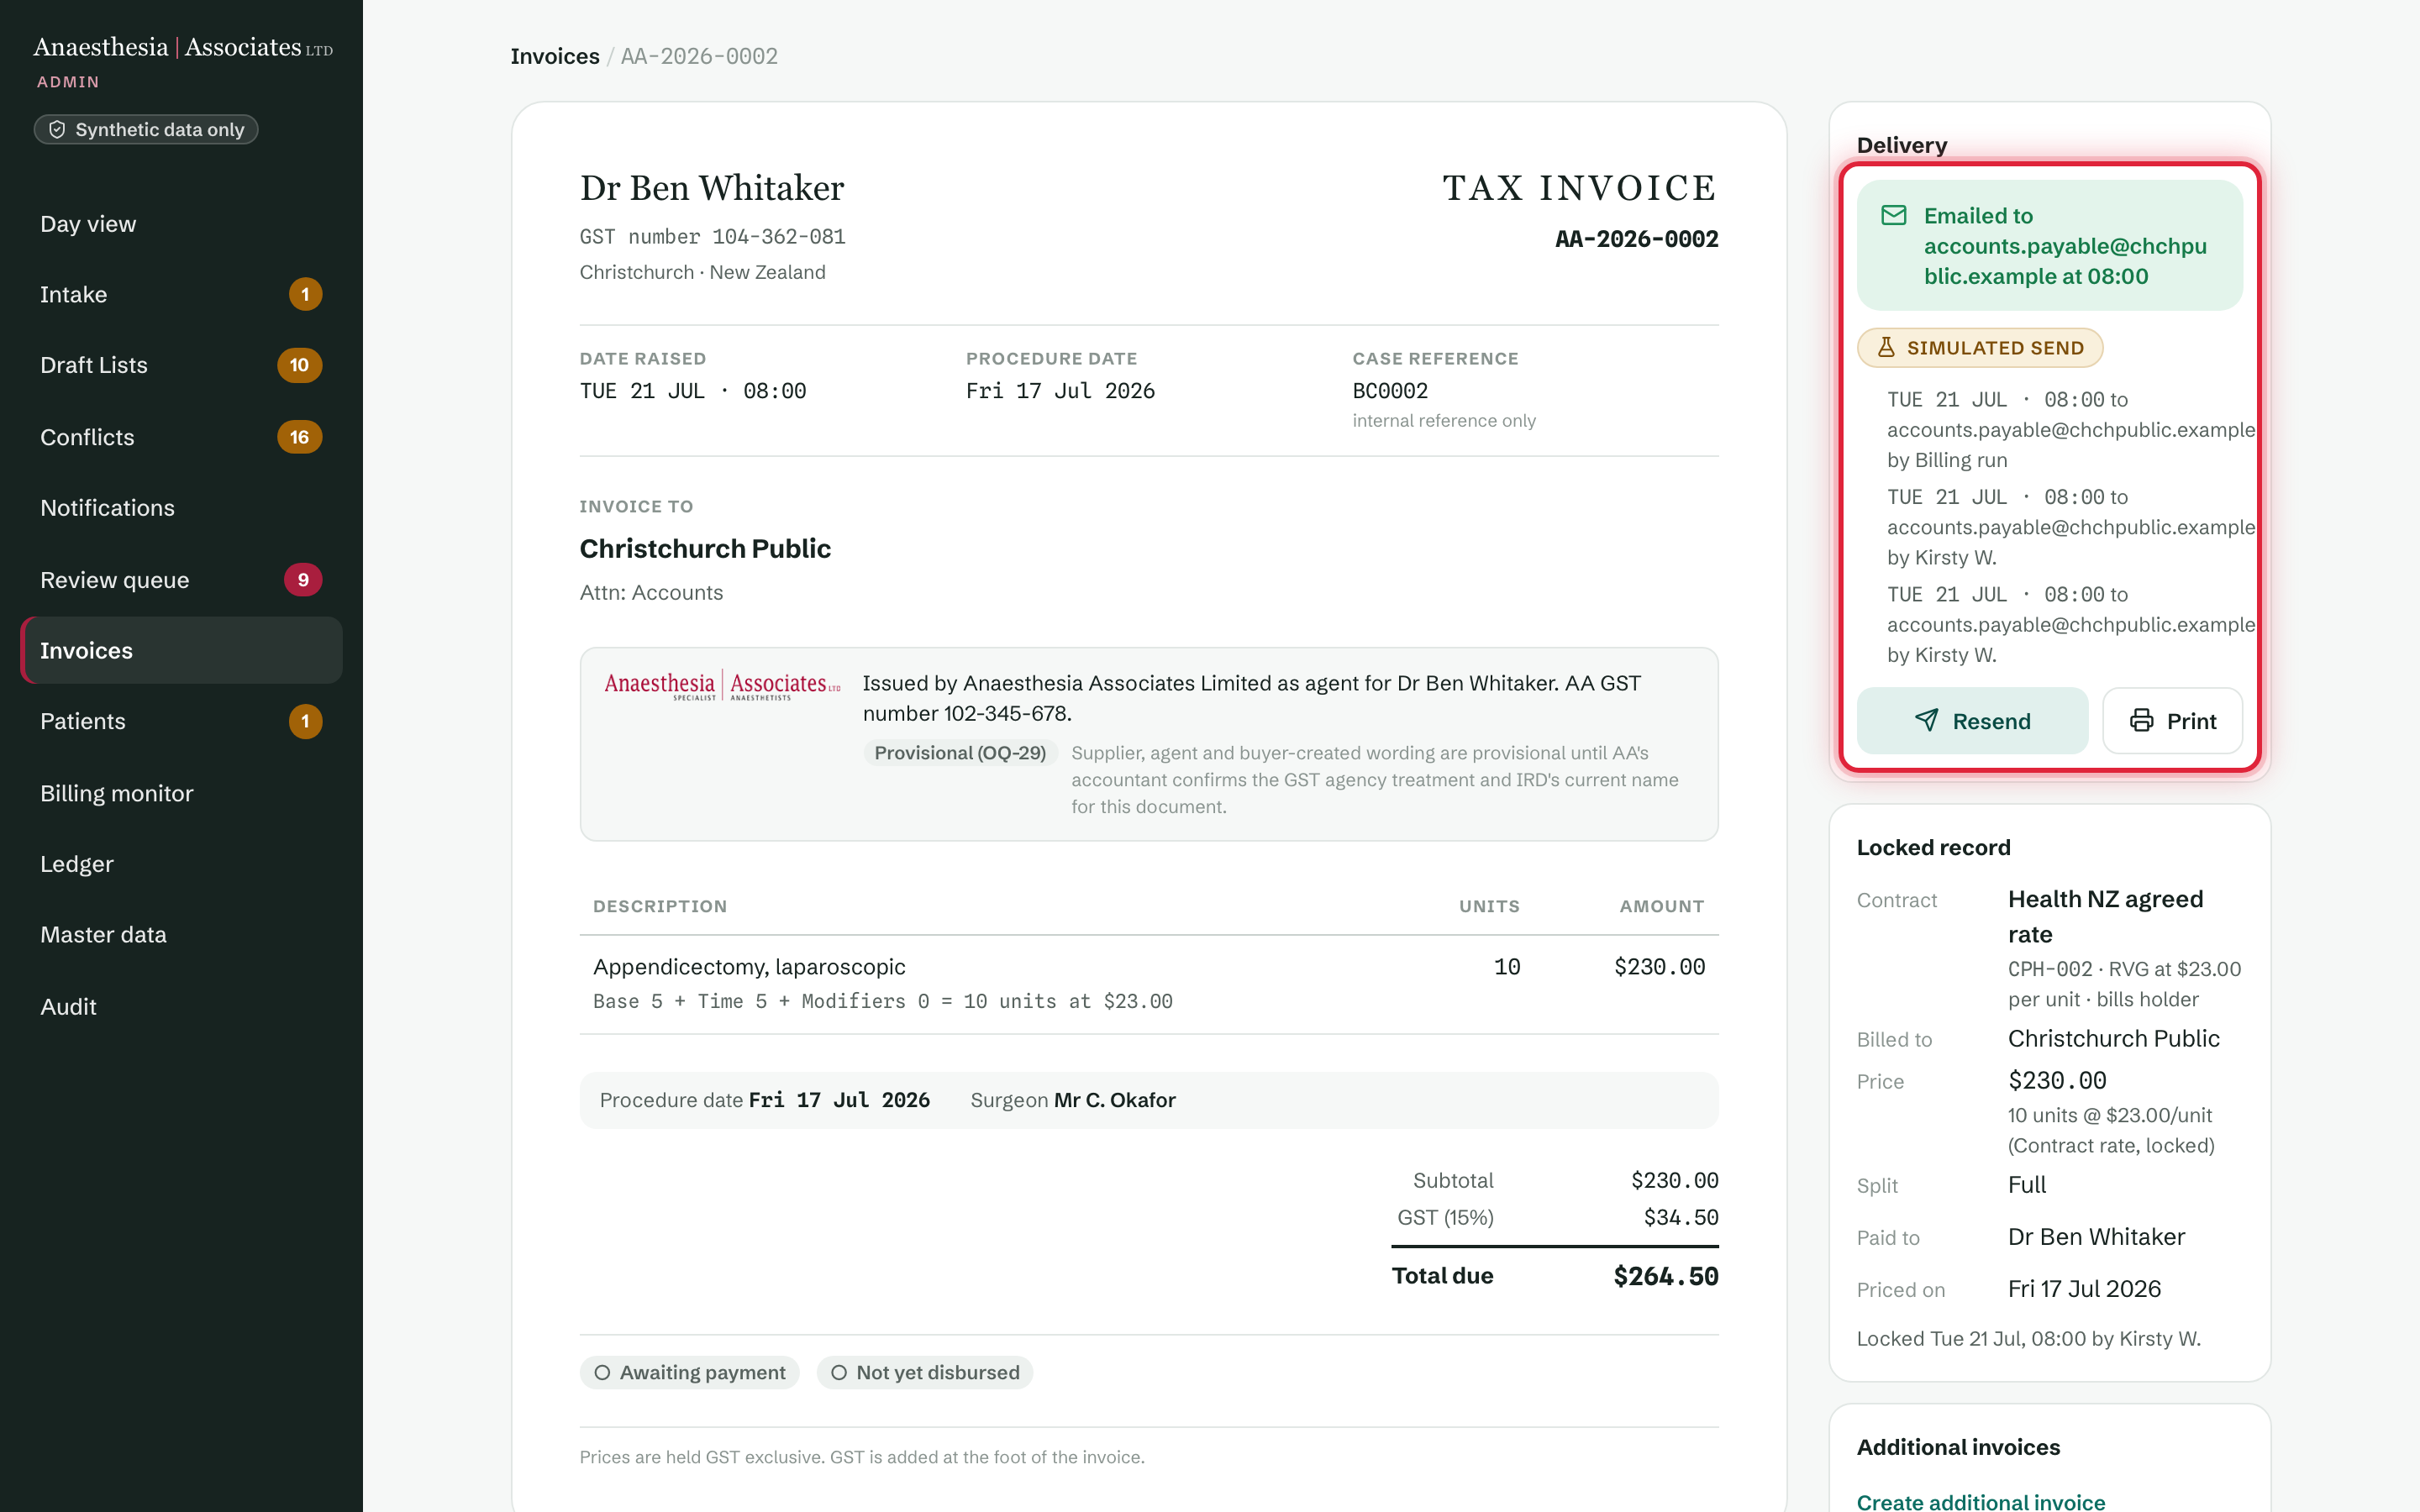 Anaesthesia | Associates LTD
ADMIN
Synthetic data only
Day view
Intake 1
Draft Lists 10
Conflicts 16
Notifications
Review queue 9
Invoices
Patients 1
Billing monitor
Ledger
Master data
Audit
Invoices / AA-2026-0002
Dr Ben Whitaker
GST number 104-362-081
Christchurch · New Zealand
TAX INVOICE
AA-2026-0002
DATE RAISED
TUE 21 JUL · 08:00
PROCEDURE DATE
Fri 17 Jul 2026
CASE REFERENCE
BC0002
internal reference only
INVOICE TO
Christchurch Public
Attn: Accounts
Anaesthesia | Associates LTD
SPECIALIST ANAESTHETISTS
Issued by Anaesthesia Associates Limited as agent for Dr Ben Whitaker. AA GST
number 102-345-678.
Provisional (OQ-29)
Supplier, agent and buyer-created wording are provisional until AA's
accountant confirms the GST agency treatment and IRD's current name
for this document.
DESCRIPTION UNITS AMOUNT
Appendicectomy, laparoscopic 10 $230.00
Base 5 + Time 5 + Modifiers 0 = 10 units at $23.00
Procedure date Fri 17 Jul 2026 Surgeon Mr C. Okafor
Subtotal $230.00
GST (15%) $34.50
Total due $264.50
Awaiting payment
Not yet disbursed
Prices are held GST exclusive. GST is added at the foot of the invoice.
Delivery
Emailed to
accounts.payable@chchpu
blic.example at 08:00
SIMULATED SEND
TUE 21 JUL · 08:00 to
accounts.payable@chchpublic.example
by Billing run
TUE 21 JUL · 08:00 to
accounts.payable@chchpublic.example
by Kirsty W.
TUE 21 JUL · 08:00 to
accounts.payable@chchpublic.example
by Kirsty W.
Resend
Print
Locked record
Contract Health NZ agreed
rate
CPH-002 · RVG at $23.00
per unit · bills holder
Billed to Christchurch Public
Price $230.00
10 units @ $23.00/unit
(Contract rate, locked)
Split Full
Paid to Dr Ben Whitaker
Priced on Fri 17 Jul 2026
Locked Tue 21 Jul, 08:00 by Kirsty W.
Additional invoices
Create additional invoice